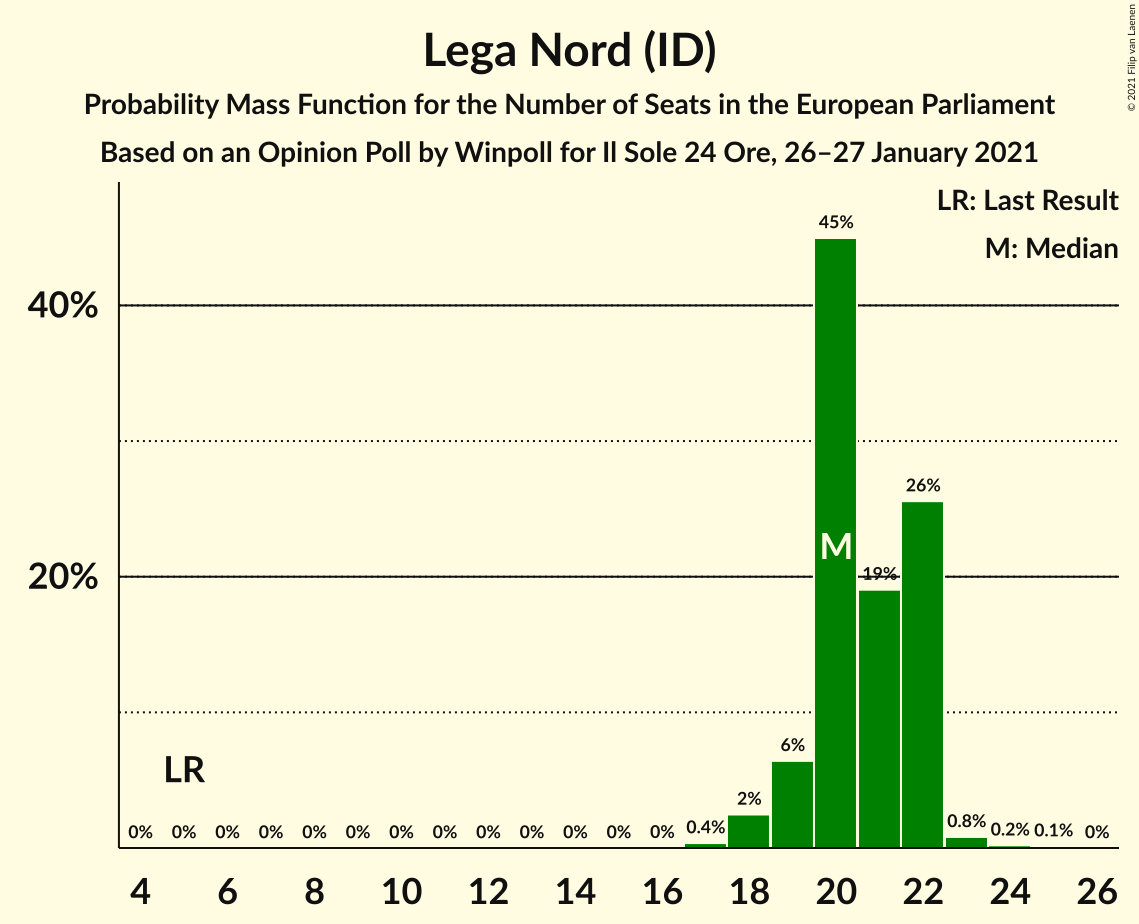 Lega Nord (ID)
Probability Mass Function for the Number of Seats in the European Parliament
Based on an Opinion Poll by Winpoll for Il Sole 24 Ore, 26–27 January 2021
© 2021 Filip van Laenen
LR: Last Result
M: Median
45%
40%
26%
M
20%
19%
LR
6%
2%
0% 0% 0% 0% 0% 0% 0% 0% 0% 0% 0% 0% 0% 0.4% 0.8% 0.2% 0.1% 0%
4 6 8 10 12 14 16 18 20 22 24 26